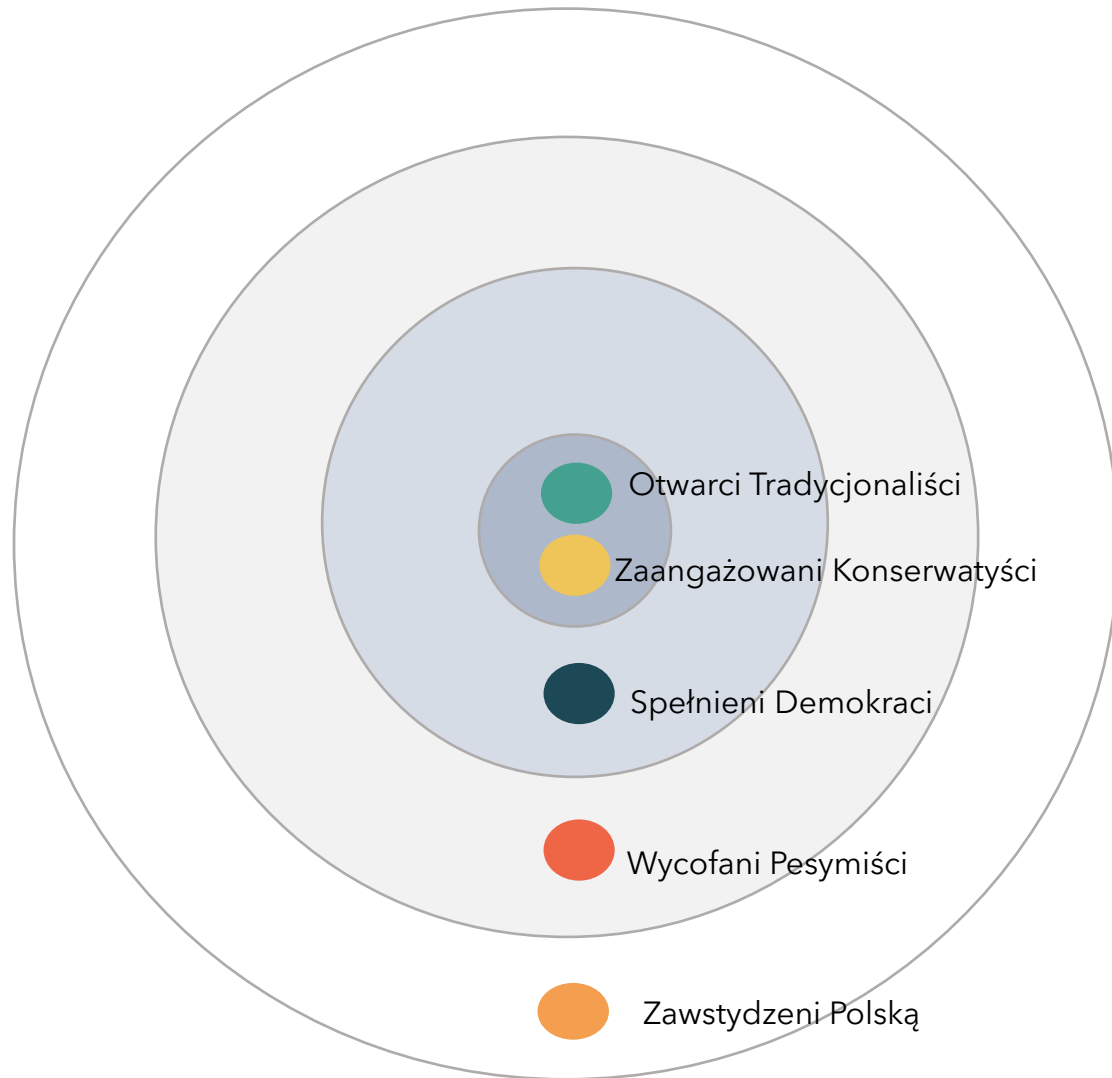 Otwarci Tradycjonaliści
Zaangażowani Konserwatyści
Spełnieni Demokraci
Wycofani Pesymiści
Zawstydzeni Polską